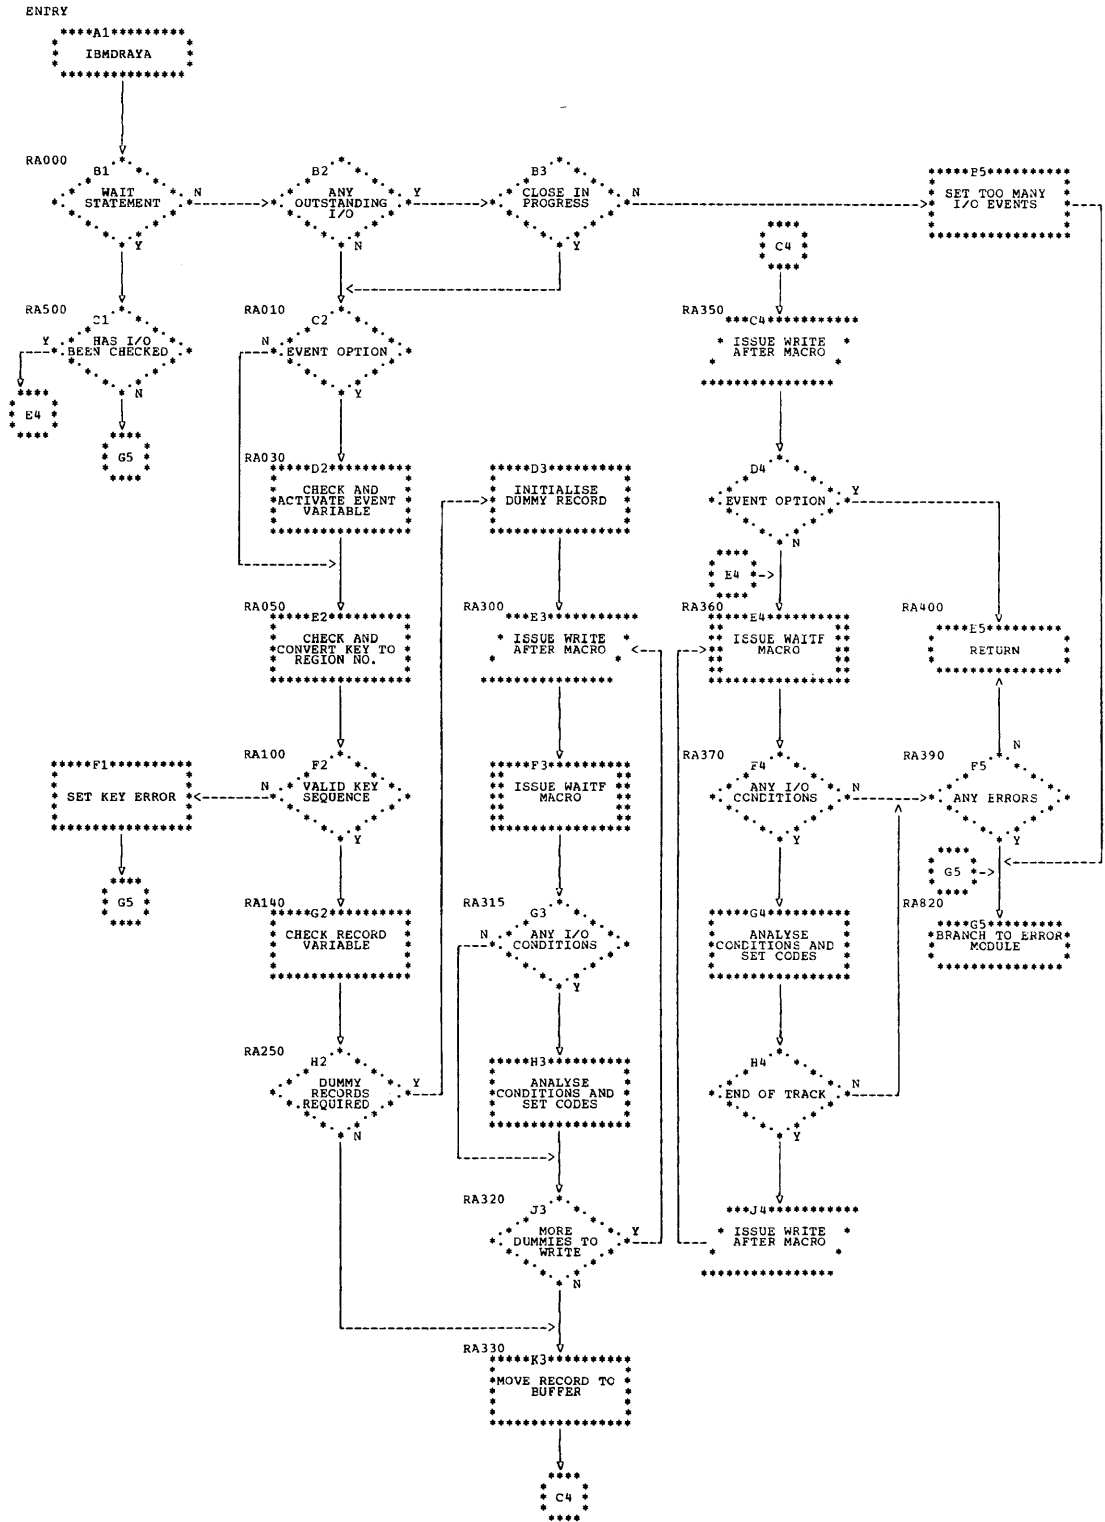 ENTRY
A1
IBMDRAYA
RA000
B1
WAIT
STATEMENT
N
Y
B2
ANY
OUTSTANDING
I/O
Y
N
B3
CLOSE IN
PROGRESS
N
Y
B5
SET TOO MANY
I/O EVENTS
C4
RA500
C1
HAS I/O
BEEN CHECKED
Y
N
E4
G5
RA010
C2
EVENT OPTION
N
Y
RA350
C4
ISSUE WRITE
AFTER MACRO
RA030
D2
CHECK AND
ACTIVATE EVENT
VARIABLE
D3
INITIALISE
DUMMY RECORD
D4
EVENT OPTION
Y
N
E4
RA050
E2
CHECK AND
CONVERT KEY TO
REGION NO.
RA300
E3
ISSUE WRITE
AFTER MACRO
RA360
E4
ISSUE WAITF
MACRO
RA400
E5
RETURN
F1
SET KEY ERROR
G5
RA100
F2
VALID KEY
SEQUENCE
N
Y
F3
ISSUE WAITF
MACRO
RA370
F4
ANY I/O
CONDITIONS
N
Y
RA390
F5
ANY ERRORS
N
Y
G5
RA140
G2
CHECK RECORD
VARIABLE
RA315
G3
ANY I/O
CONDITIONS
N
Y
G4
ANALYSE
CONDITIONS AND
SET CODES
RA820
G5
BRANCH TO ERROR
MODULE
RA250
H2
DUMMY
RECORDS
REQUIRED
Y
N
H3
ANALYSE
CONDITIONS AND
SET CODES
H4
END OF TRACK
N
Y
RA320
J3
MORE
DUMMIES TO
WRITE
Y
N
J4
ISSUE WRITE
AFTER MACRO
RA330
K3
MOVE RECORD TO
BUFFER
C4